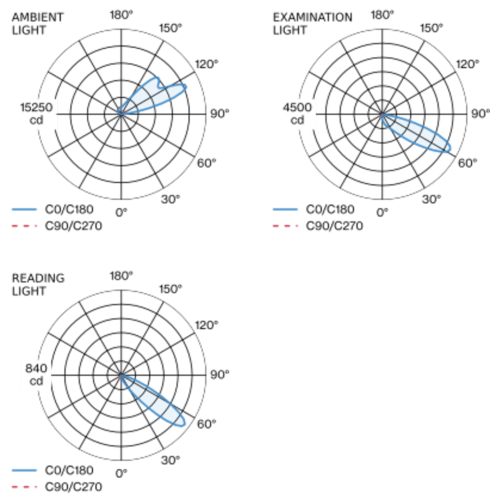 AMBIENT
LIGHT
180°
150°
120°
15250
cd
90°
60°
30°
0°
C0/C180
C90/C270
EXAMINATION
LIGHT
180°
150°
120°
4500
cd
90°
60°
30°
0°
C0/C180
C90/C270
READING
LIGHT
180°
150°
120°
840
cd
90°
60°
30°
0°
C0/C180
C90/C270